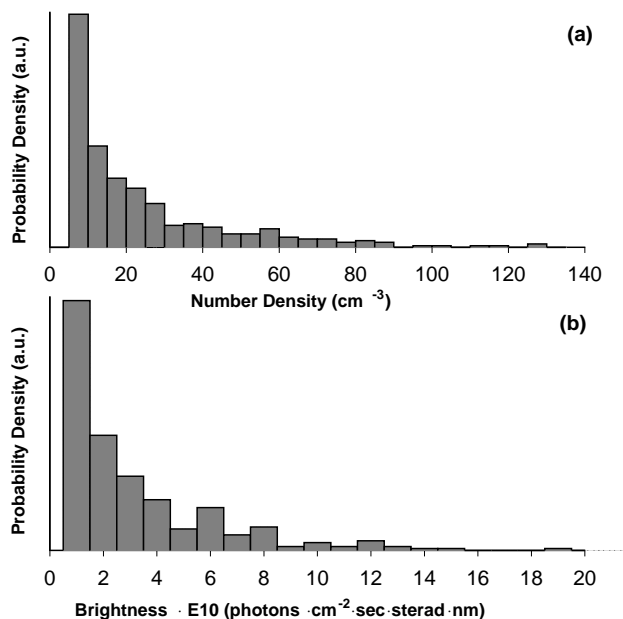 (a)
Probability Density (a.u.)
0 20 40 60 80 100 120 140
Number Density (cm -3)
(b)
Probability Density (a.u.)
0 2 4 6 8 10 12 14 16 18 20
Brightness · E10 (photons ·cm-2·sec·sterad·nm)